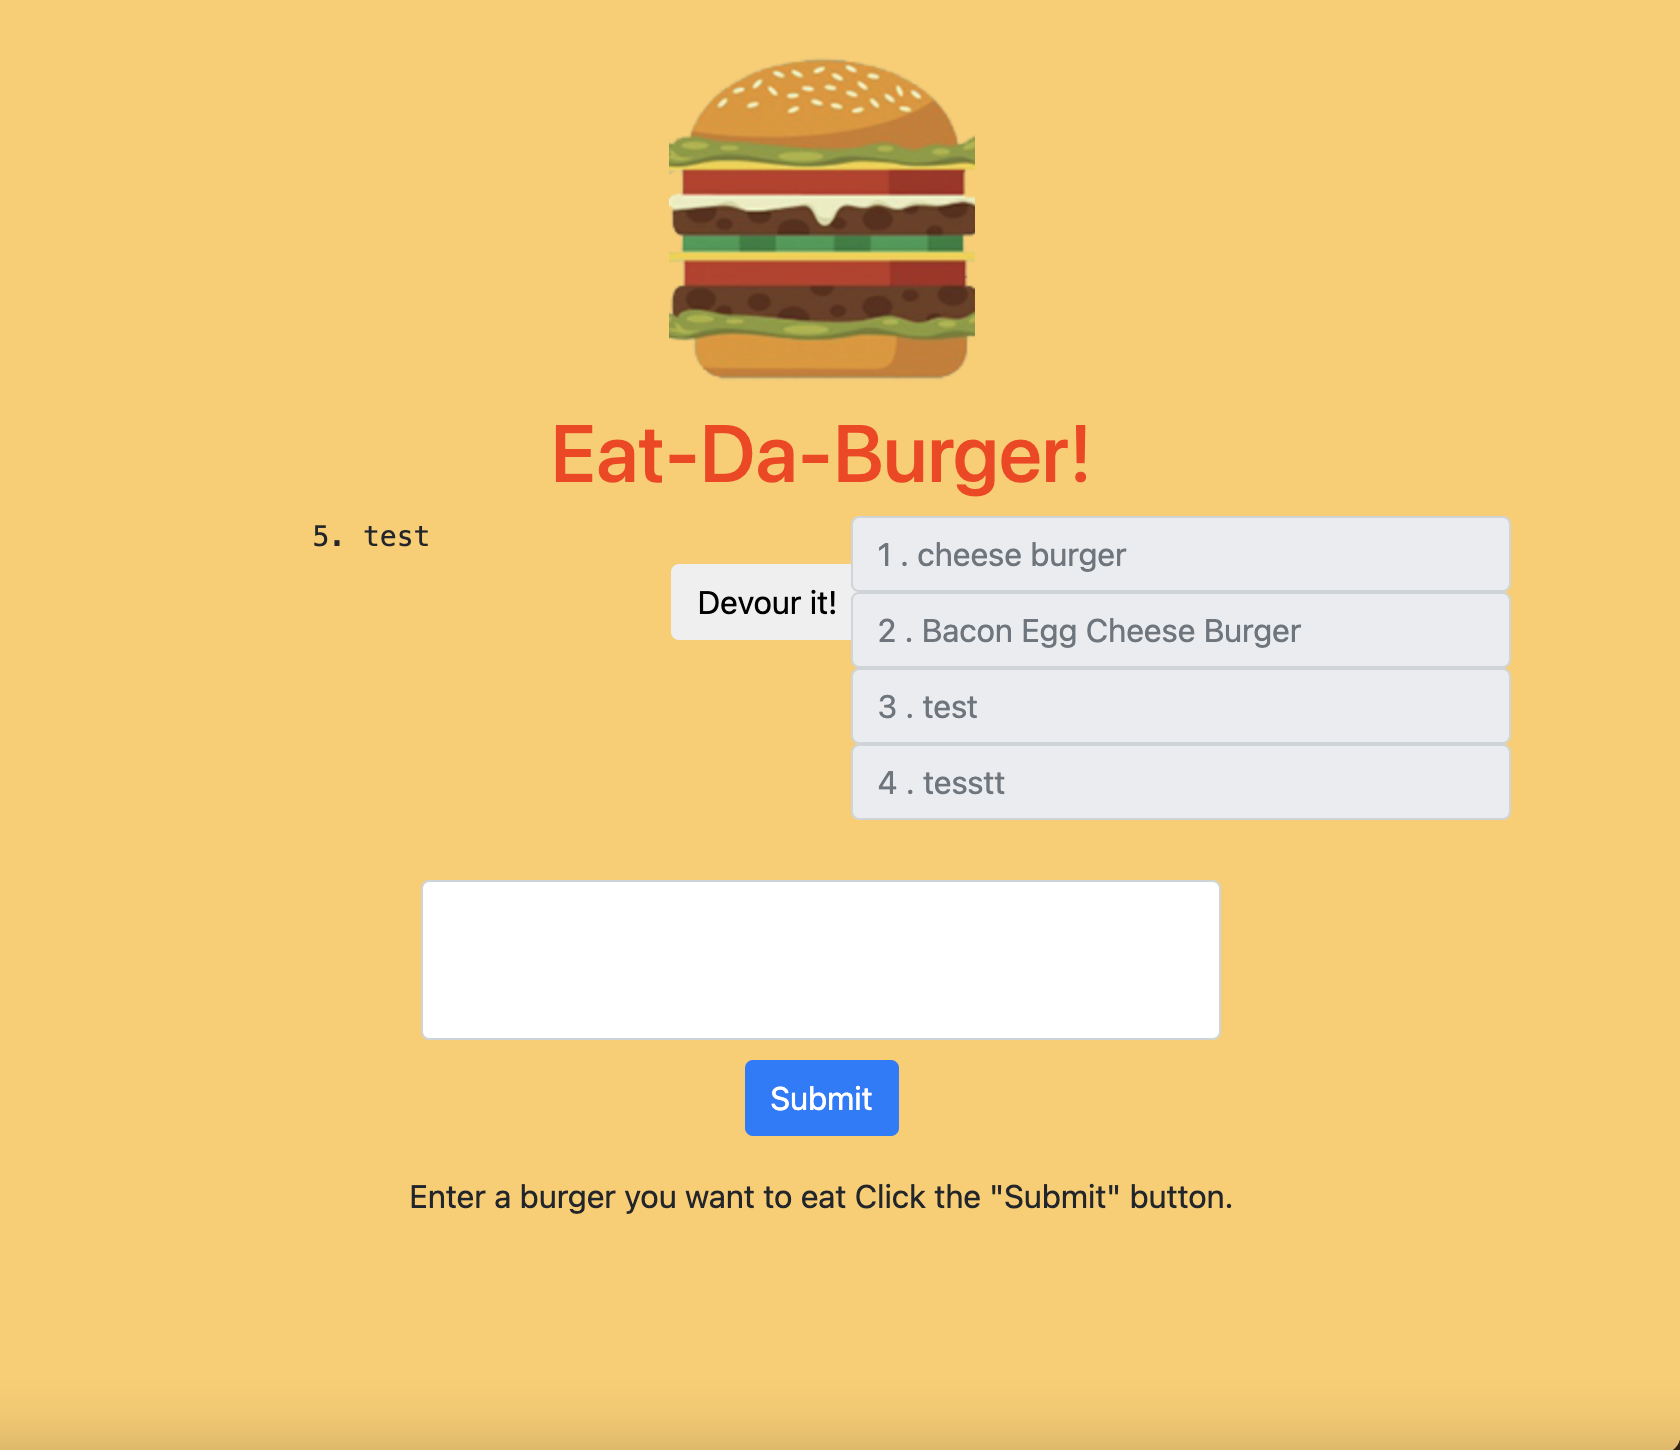 Eat-Da-Burger!
5. test
Devour it!
1 . cheese burger
2 . Bacon Egg Cheese Burger
3 . test
4 . tesstt
Submit
Enter a burger you want to eat Click the "Submit" button.